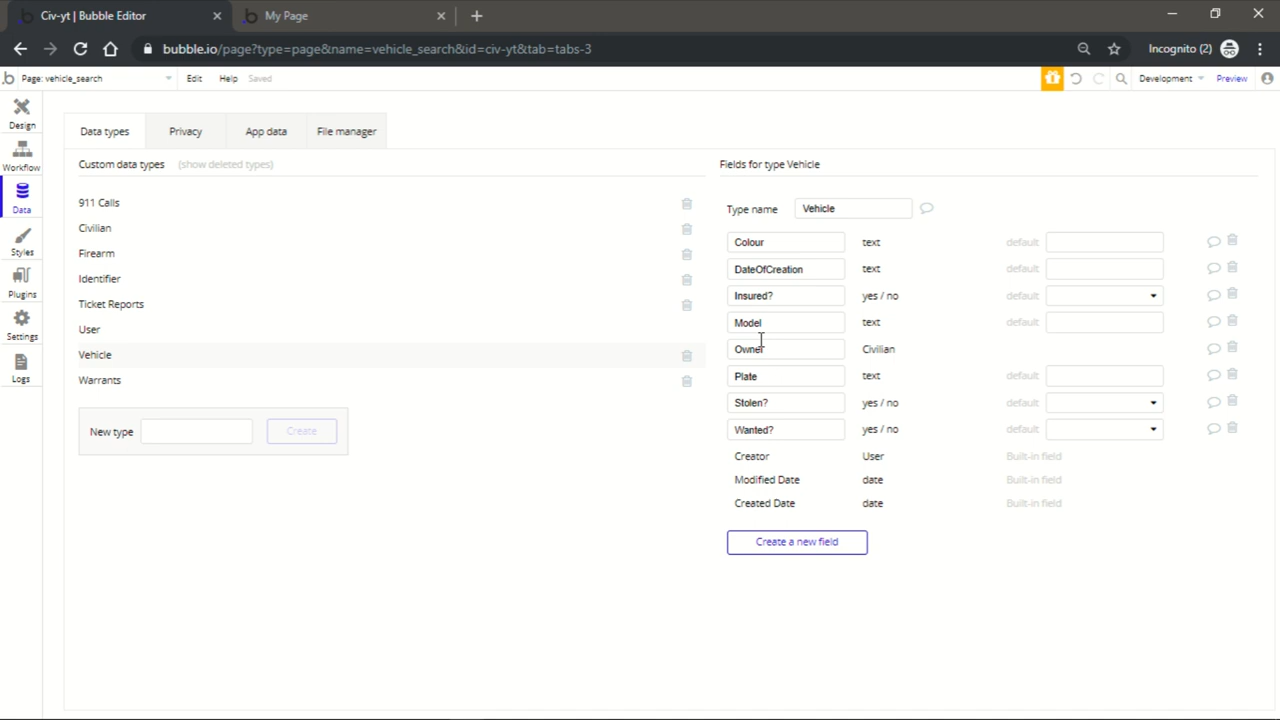 Civ-yt | Bubble Editor
My Page
bubble.io/page?type=page&name=vehicle_search&id=civ-yt&tab=tabs-3
Incognito (2)
Page: vehicle_search
Edit
Help
Saved
Development
Preview
Design
Workflow
Data
Styles
Plugins
Settings
Logs
Data types
Privacy
App data
File manager
Custom data types (show deleted types)
911 Calls
Civilian
Firearm
Identifier
Ticket Reports
User
Vehicle
Warrants
New type
Create
Fields for type Vehicle
Type name Vehicle
Colour text default
DateOfCreation text default
Insured? yes / no default
Model text default
Owner Civilian
Plate text default
Stolen? yes / no default
Wanted? yes / no default
Creator User Built-in field
Modified Date date Built-in field
Created Date date Built-in field
Create a new field